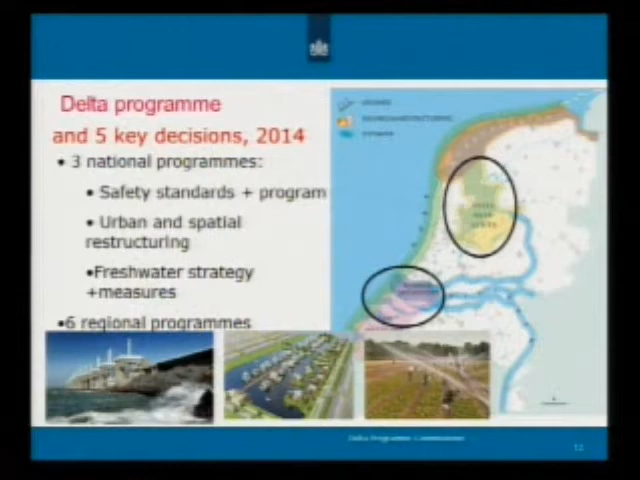 Delta programme
and 5 key decisions, 2014
• 3 national programmes:
• Safety standards + program
• Urban and spatial
restructuring
•Freshwater strategy
+measures
•6 regional programmes
Delta Programme Commissioner
12